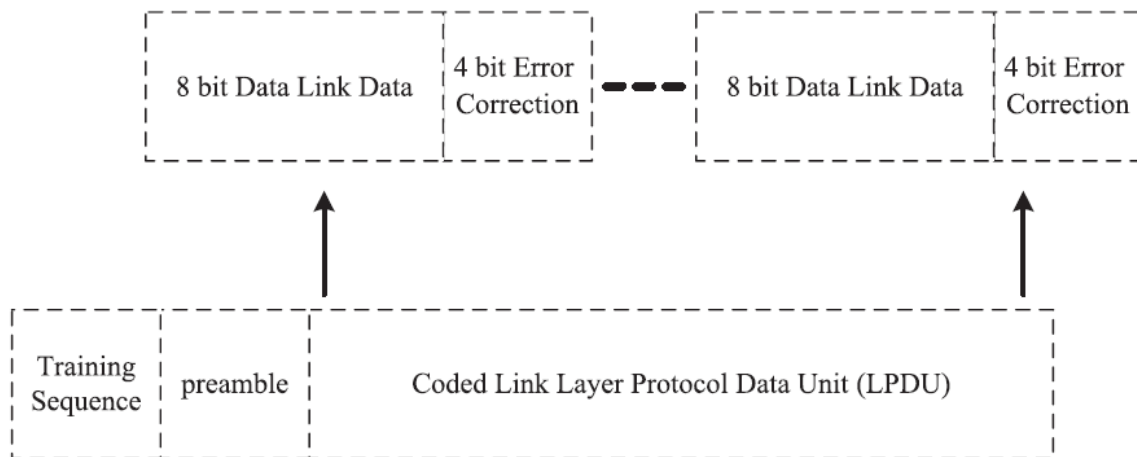 8 bit Data Link Data
4 bit Error
Correction
8 bit Data Link Data
4 bit Error
Correction
Training
Sequence
preamble
Coded Link Layer Protocol Data Unit (LPDU)